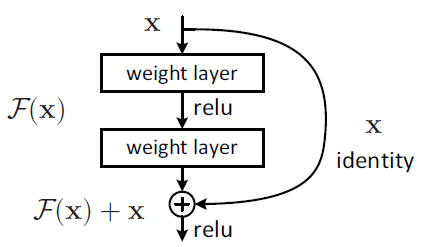 x
weight layer
relu
F(x)
weight layer
x
identity
F(x) + x
relu